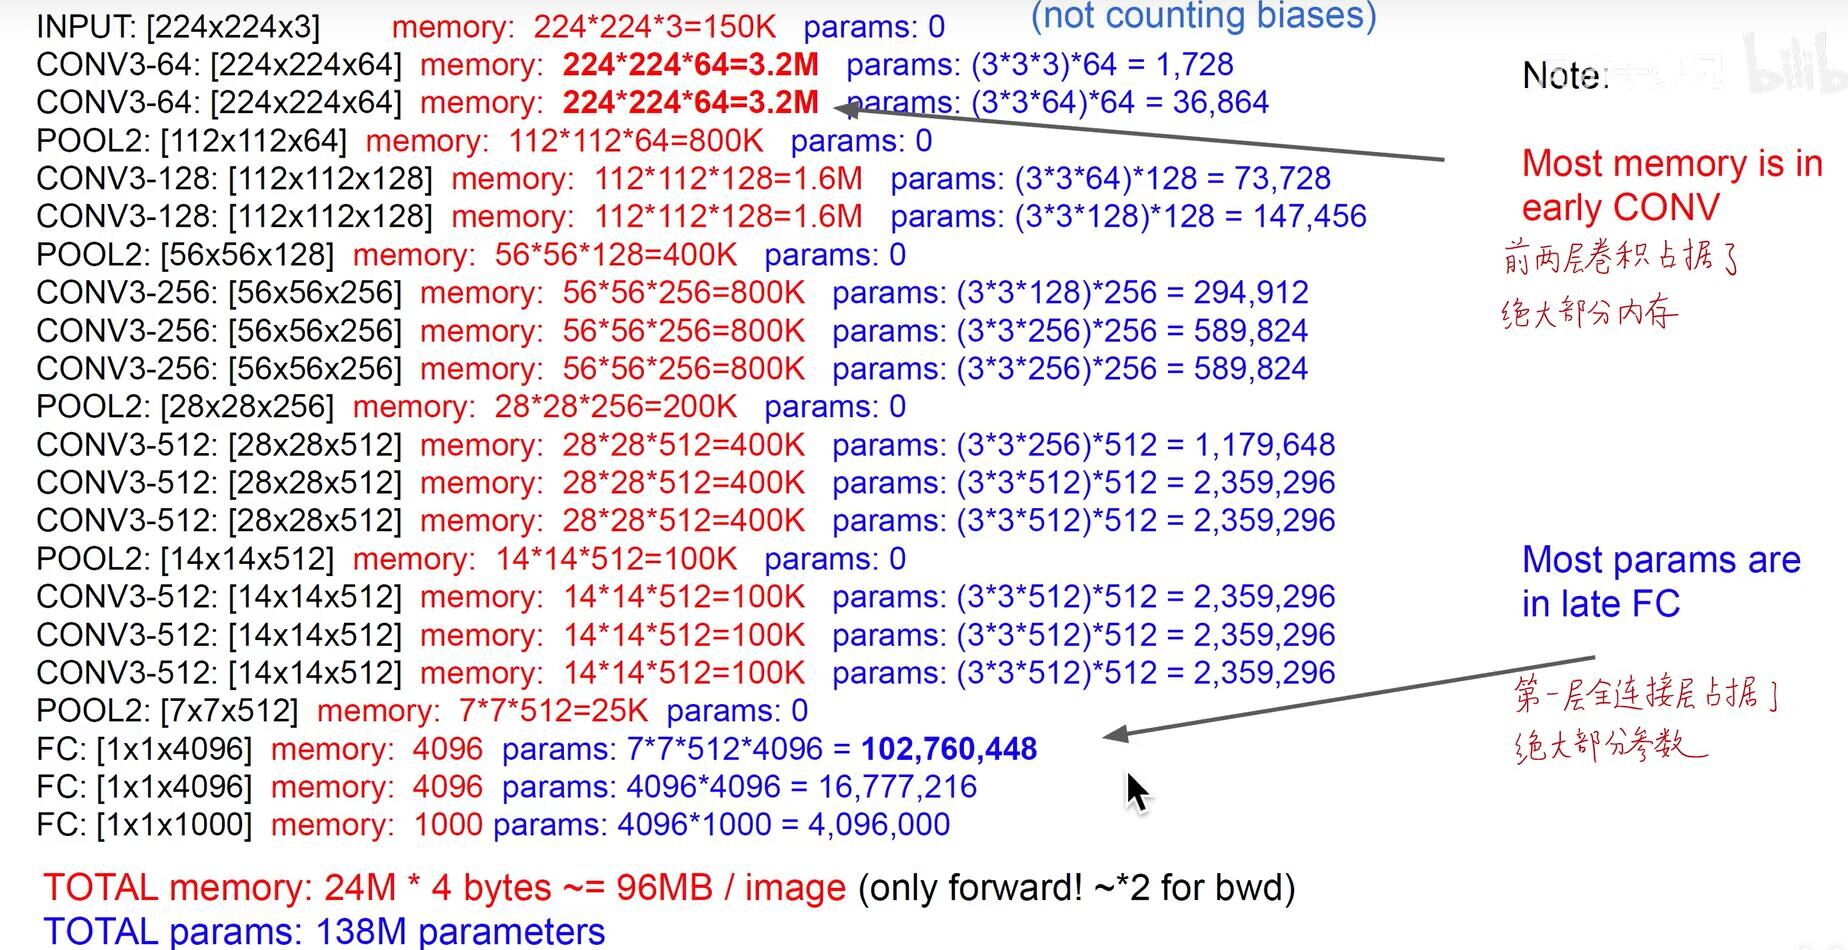 (not counting biases)
INPUT: [224x224x3] memory: 224*224*3=150K params: 0
CONV3-64: [224x224x64] memory: 224*224*64=3.2M params: (3*3*3)*64 = 1,728
CONV3-64: [224x224x64] memory: 224*224*64=3.2M params: (3*3*64)*64 = 36,864
POOL2: [112x112x64] memory: 112*112*64=800K params: 0
CONV3-128: [112x112x128] memory: 112*112*128=1.6M params: (3*3*64)*128 = 73,728
CONV3-128: [112x112x128] memory: 112*112*128=1.6M params: (3*3*128)*128 = 147,456
POOL2: [56x56x128] memory: 56*56*128=400K params: 0
CONV3-256: [56x56x256] memory: 56*56*256=800K params: (3*3*128)*256 = 294,912
CONV3-256: [56x56x256] memory: 56*56*256=800K params: (3*3*256)*256 = 589,824
CONV3-256: [56x56x256] memory: 56*56*256=800K params: (3*3*256)*256 = 589,824
POOL2: [28x28x256] memory: 28*28*256=200K params: 0
CONV3-512: [28x28x512] memory: 28*28*512=400K params: (3*3*256)*512 = 1,179,648
CONV3-512: [28x28x512] memory: 28*28*512=400K params: (3*3*512)*512 = 2,359,296
CONV3-512: [28x28x512] memory: 28*28*512=400K params: (3*3*512)*512 = 2,359,296
POOL2: [14x14x512] memory: 14*14*512=100K params: 0
CONV3-512: [14x14x512] memory: 14*14*512=100K params: (3*3*512)*512 = 2,359,296
CONV3-512: [14x14x512] memory: 14*14*512=100K params: (3*3*512)*512 = 2,359,296
CONV3-512: [14x14x512] memory: 14*14*512=100K params: (3*3*512)*512 = 2,359,296
POOL2: [7x7x512] memory: 7*7*512=25K params: 0
FC: [1x1x4096] memory: 4096 params: 7*7*512*4096 = 102,760,448
FC: [1x1x4096] memory: 4096 params: 4096*4096 = 16,777,216
FC: [1x1x1000] memory: 1000 params: 4096*1000 = 4,096,000
TOTAL memory: 24M * 4 bytes ~= 96MB / image (only forward! ~*2 for bwd)
TOTAL params: 138M parameters
Note:
Most memory is in
early CONV
前两层卷积占据了
绝大部分内存
Most params are
in late FC
第一层全连接层占据了
绝大部分参数